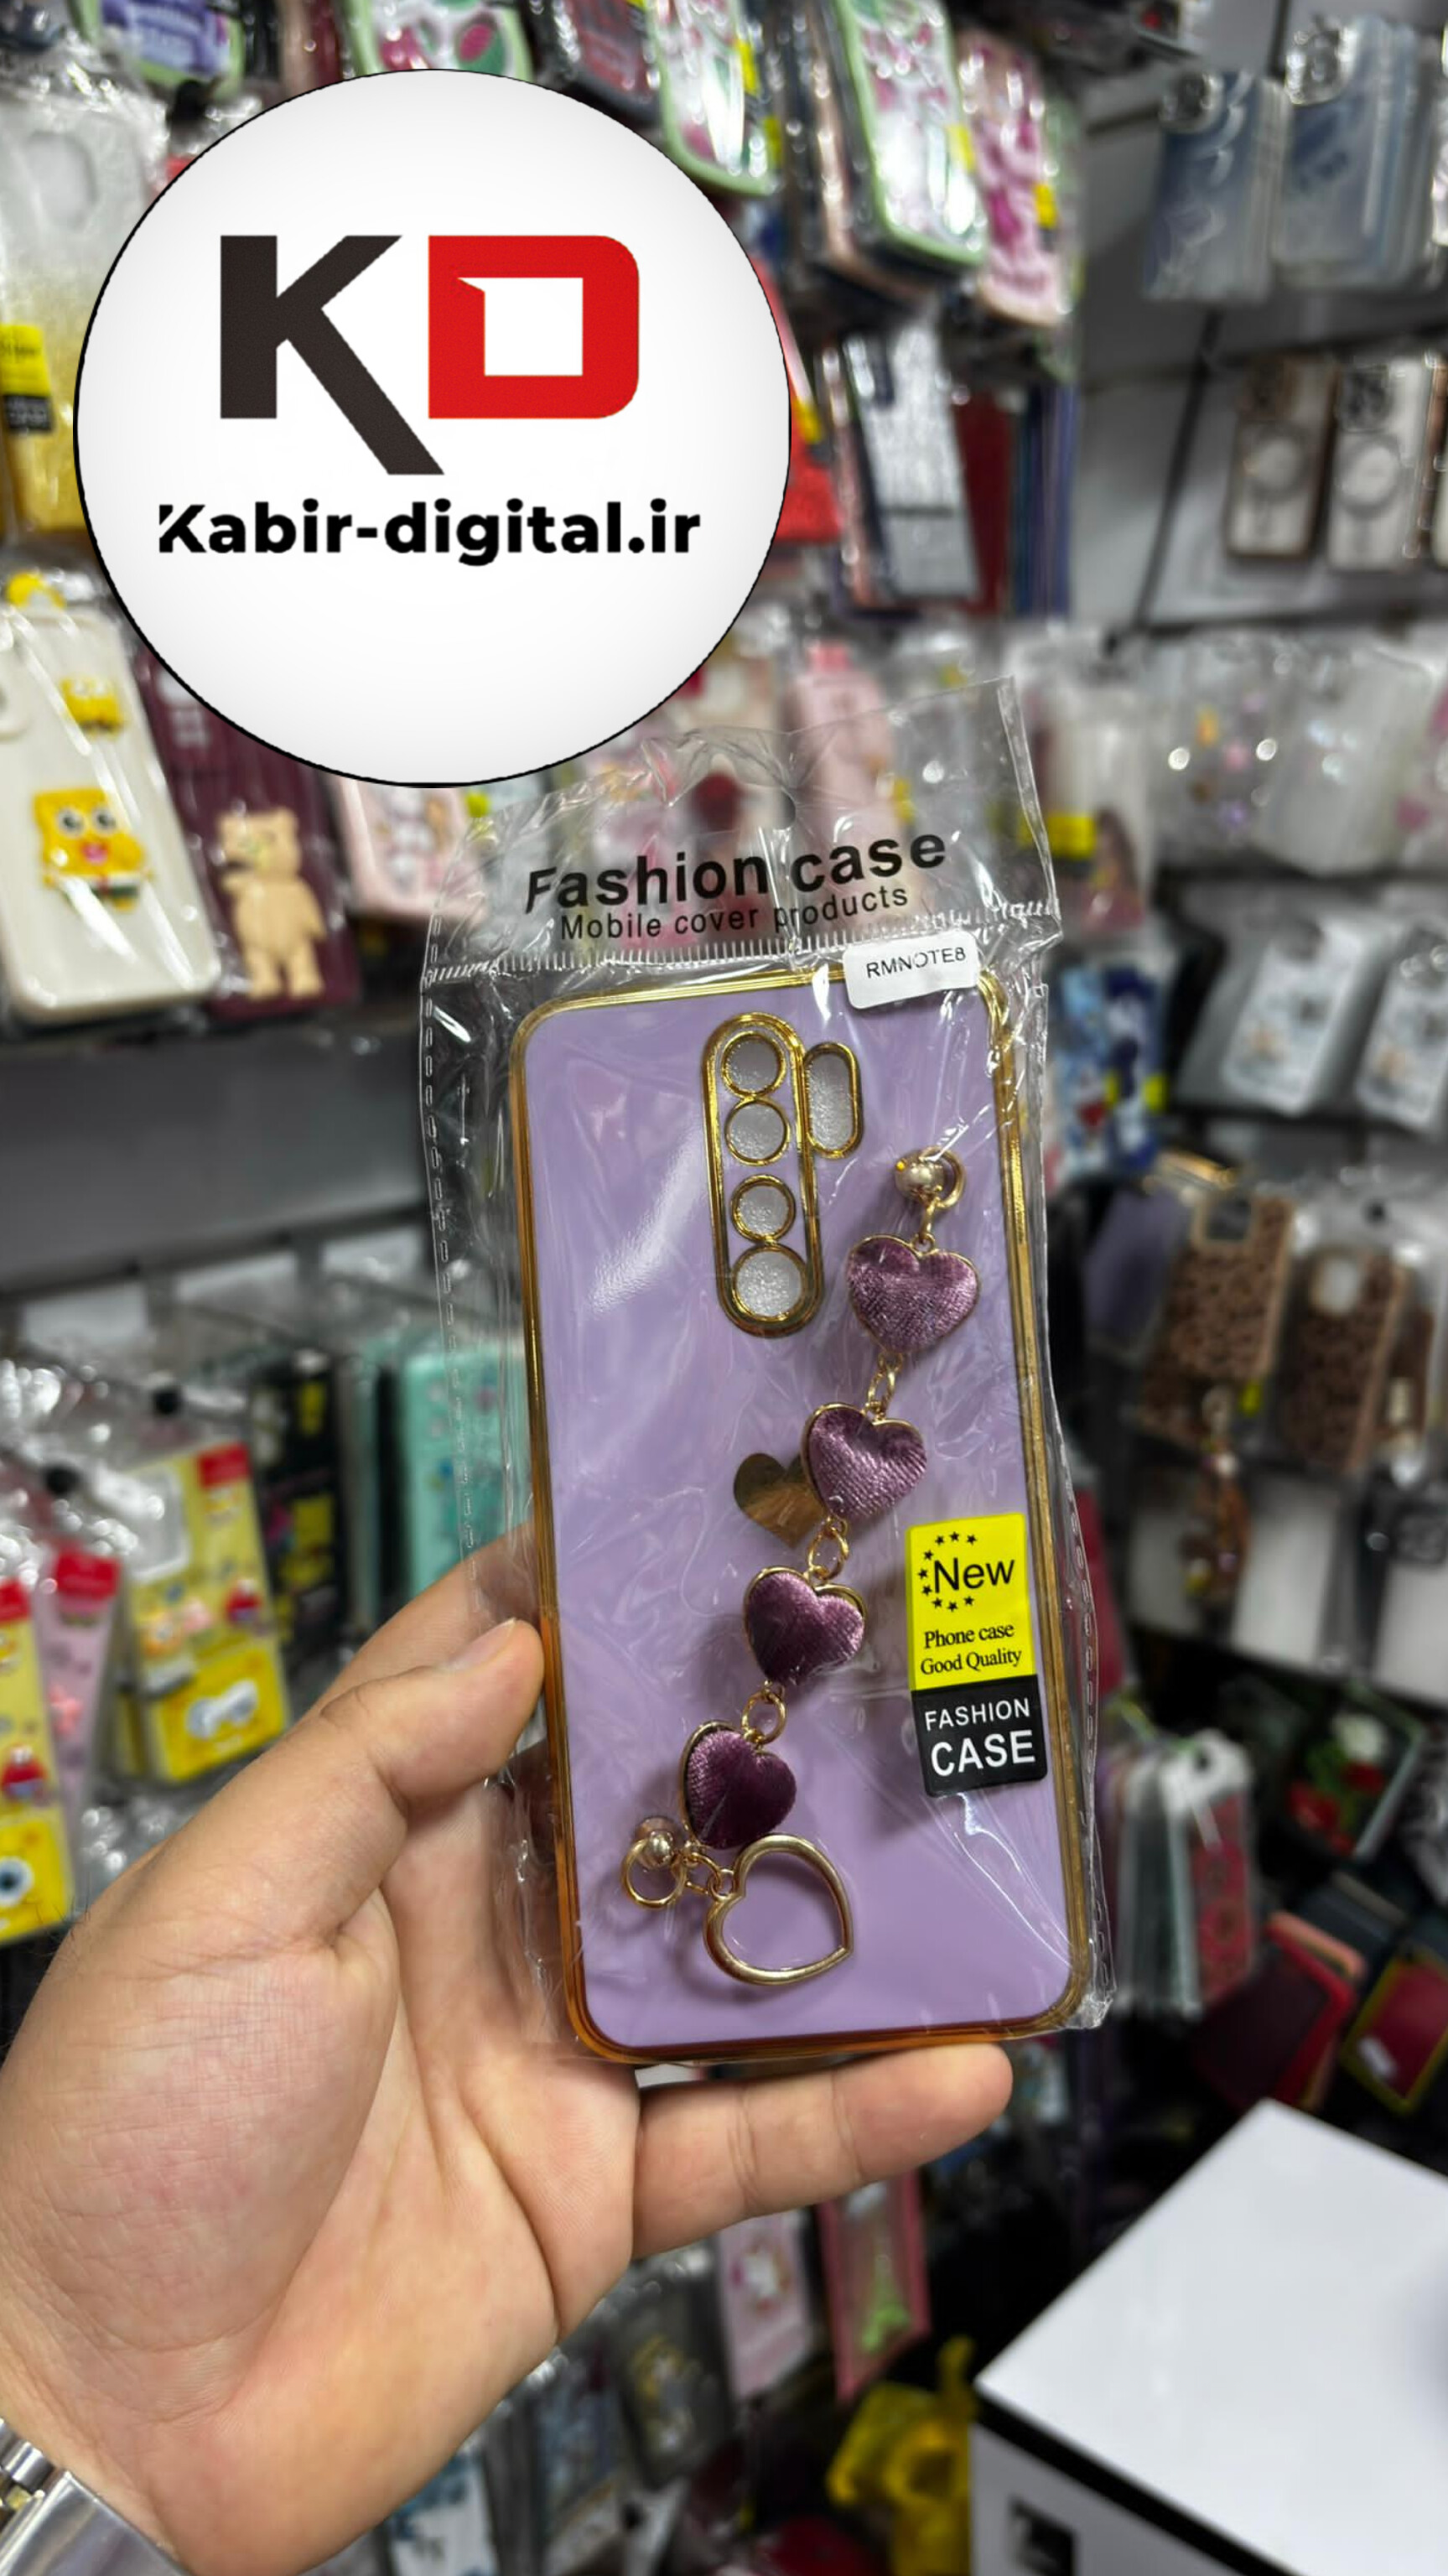 KD
Kabir-digital.ir
Fashion case
Mobile cover products
RMNOTE8
New
Phone case
Good Quality
FASHION
CASE